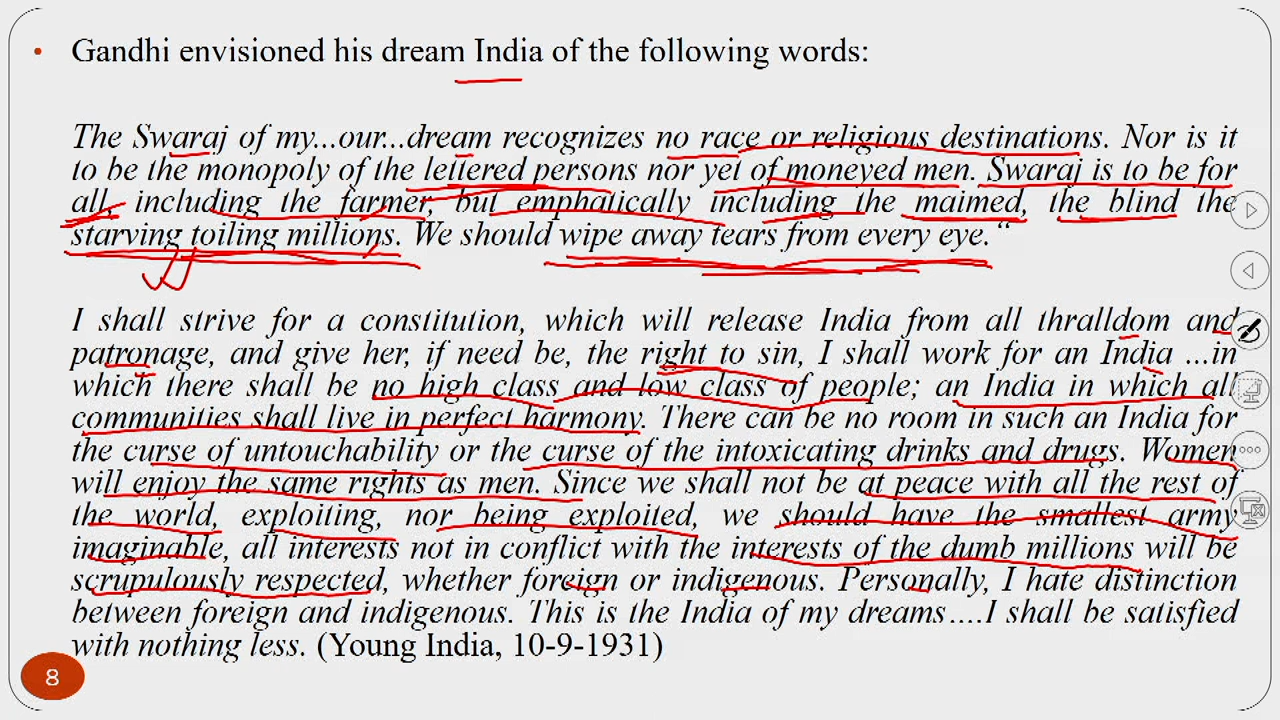 • Gandhi envisioned his dream India of the following words:
The Swaraj of my...our...dream recognizes no race or religious destinations. Nor is it
to be the monopoly of the lettered persons nor yet of moneyed men. Swaraj is to be for
all, including the farmer, but emphatically including the maimed, the blind the
starving toiling millions. We should wipe away tears from every eye.“
I shall strive for a constitution, which will release India from all thralldom and
patronage, and give her, if need be, the right to sin, I shall work for an India ...in
which there shall be no high class and low class of people; an India in which all
communities shall live in perfect harmony. There can be no room in such an India for
the curse of untouchability or the curse of the intoxicating drinks and drugs. Women
will enjoy the same rights as men. Since we shall not be at peace with all the rest of
the world, exploiting, nor being exploited, we should have the smallest army
imaginable, all interests not in conflict with the interests of the dumb millions will be
scrupulously respected, whether foreign or indigenous. Personally, I hate distinction
between foreign and indigenous. This is the India of my dreams....I shall be satisfied
with nothing less. (Young India, 10-9-1931)
8